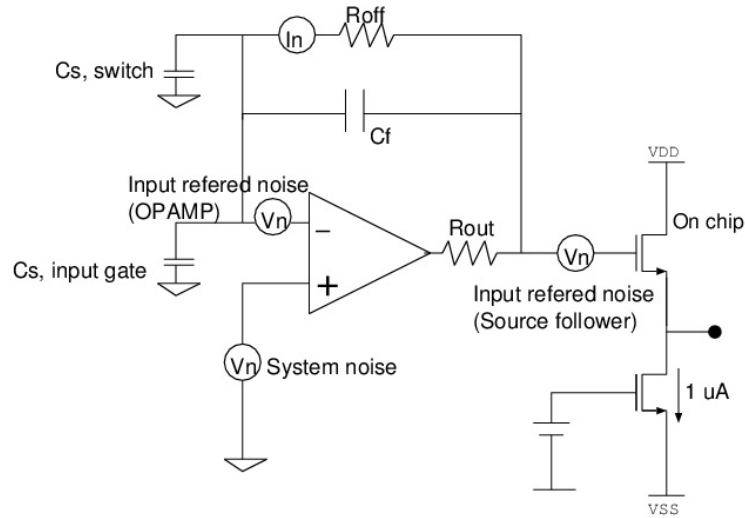 Roff
In
Cs, switch
Cf
VDD
Input refered noise
(OPAMP)
Vn
Rout
On chip
Cs, input gate
Vn
Input refered noise
(Source follower)
Vn
System noise
1 uA
VSS